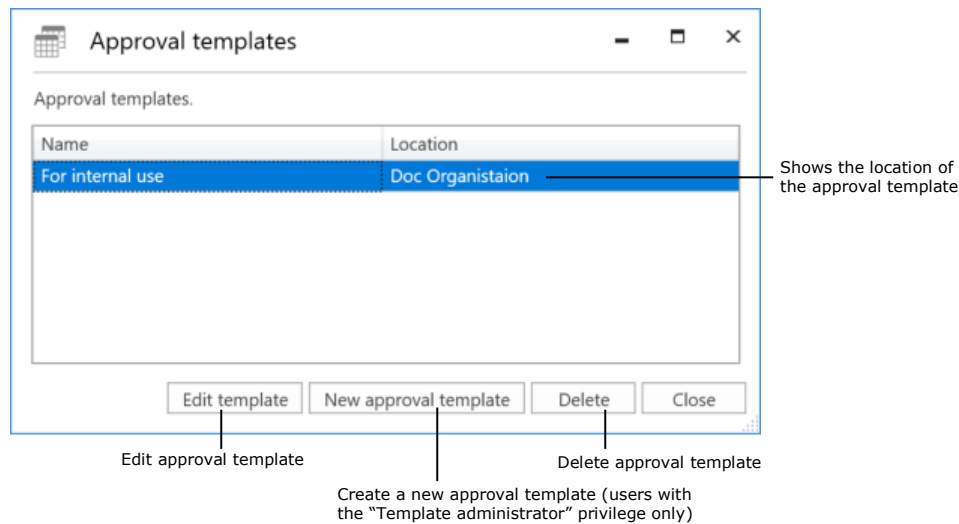 Approval templates
Approval templates.
Name Location
For internal use Doc Organistaion
Shows the location of
the approval template
Edit template New approval template Delete Close
Edit approval template
Delete approval template
Create a new approval template (users with
the “Template administrator” privilege only)